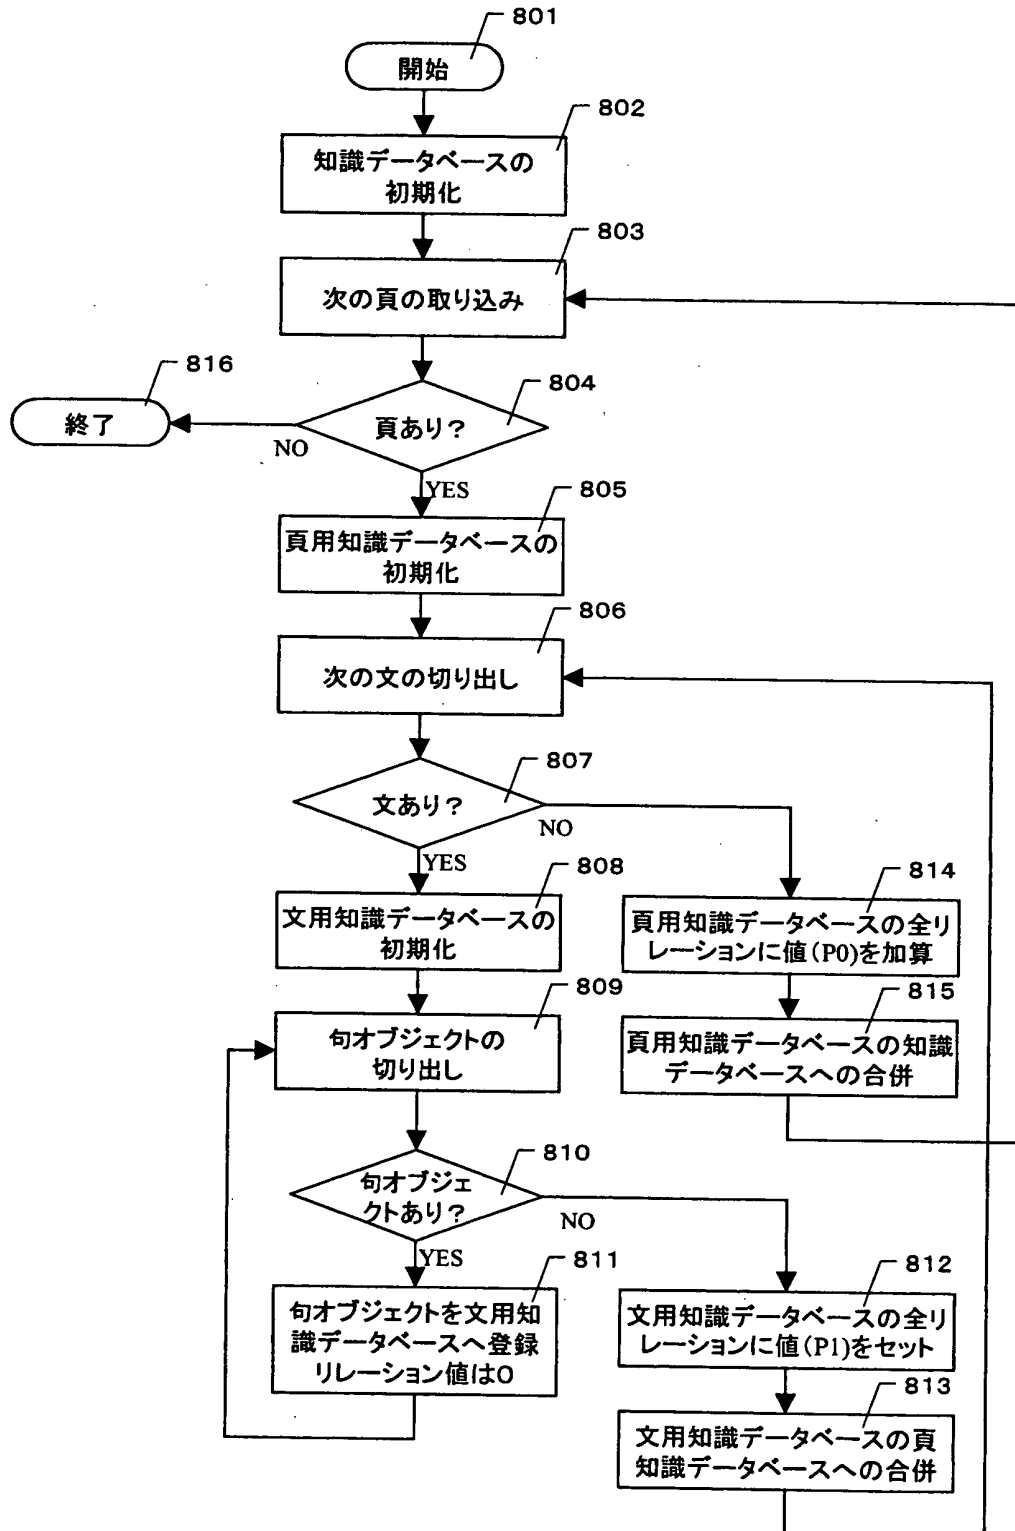 801
開始
802
知識データベースの
初期化
803
次の頁の取り込み
816
終了
804
頁あり？
NO
YES
805
頁用知識データベースの
初期化
806
次の文の切り出し
807
文あり？
NO
YES
808
文用知識データベースの
初期化
814
頁用知識データベースの全リ
レーションに値(P0)を加算
809
句オブジェクトの
切り出し
815
頁用知識データベースの知識
データベースへの合併
810
句オブジェ
クトあり？
NO
YES
811
句オブジェクトを文用知
識データベースへ登録
リレーション値は0
812
文用知識データベースの全リ
レーションに値(P1)をセット
813
文用知識データベースの頁
知識データベースへの合併